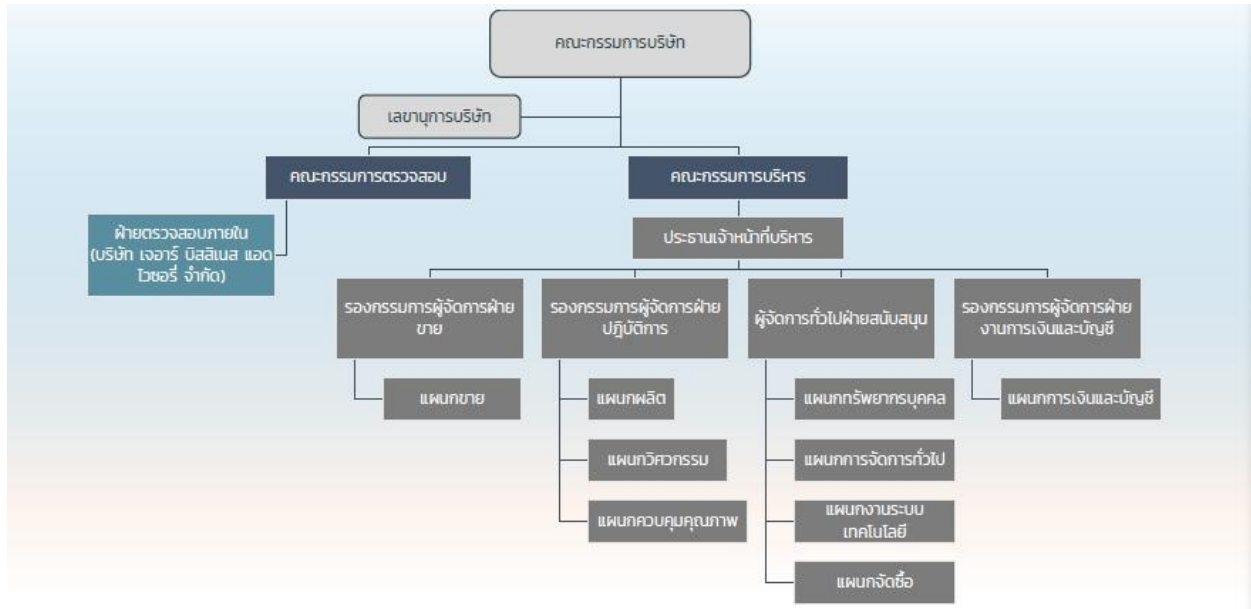 คณะกรรมการบริษัท
เลขานุการบริษัท
คณะกรรมการตรวจสอบ
คณะกรรมการบริหาร
ฝ่ายตรวจสอบภายใน
(บริษัท เจอาร์ บิสสิเนส แอด
ไวซอรี่ จำกัด)
ประธานเจ้าหน้าที่บริหาร
รองกรรมการผู้จัดการฝ่าย
ขาย
รองกรรมการผู้จัดการฝ่าย
ปฎิบัติการ
ผู้จัดการทั่วไปฝ่ายสนับสนุน
รองกรรมการผู้จัดการฝ่าย
งานการเงินและบัญชี
แผนกขาย
แผนกผลิต
แผนกวิศวกรรม
แผนกควบคุมคุณภาพ
แผนกทรัพยากรบุคคล
แผนกการจัดการทั่วไป
แผนกงานระบบ
เทคโนโลยี
แผนกจัดซื้อ
แผนกการเงินและบัญชี